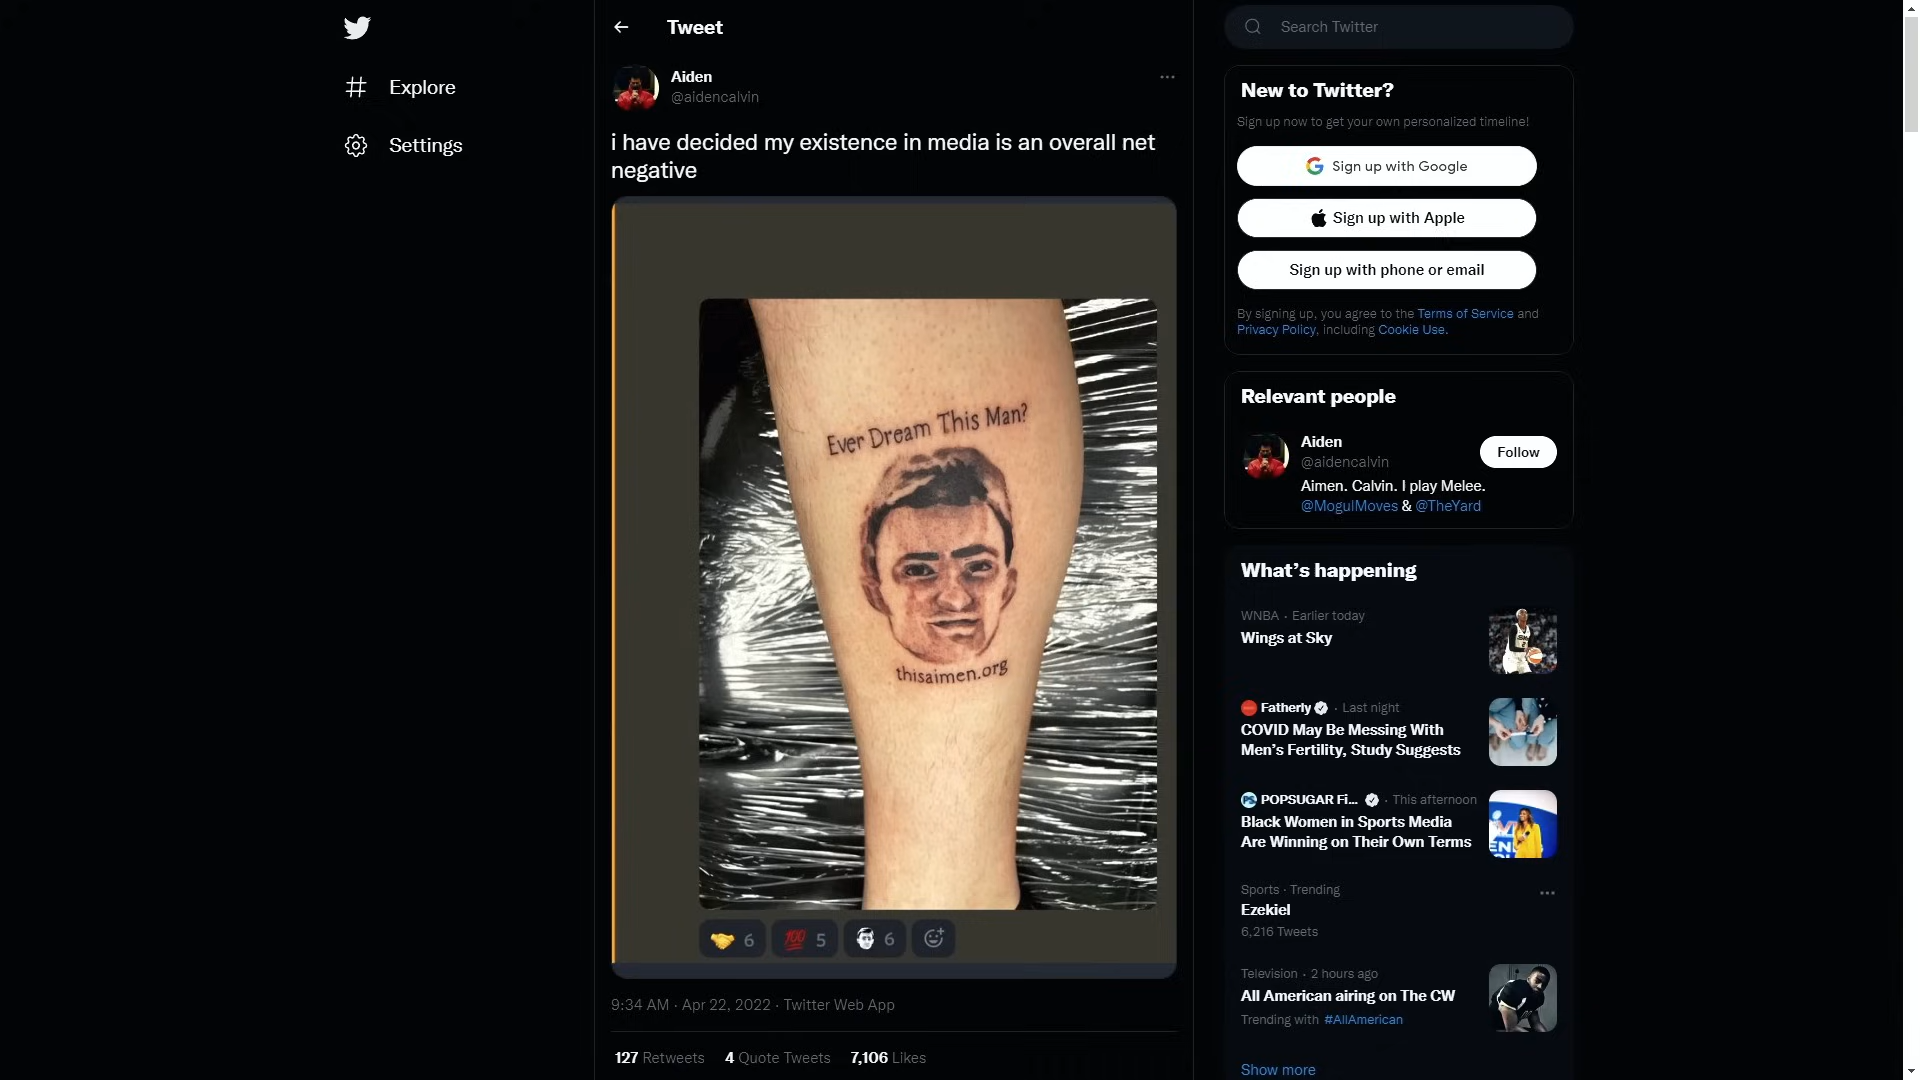 Explore
Settings
Tweet
Aiden
@aidencalvin
i have decided my existence in media is an overall net
negative
Ever Dream This Man?
thisaimen.org
6
100 5
6
9:34 AM · Apr 22, 2022 · Twitter Web App
127 Retweets 4 Quote Tweets 7,106 Likes
Search Twitter
New to Twitter?
Sign up now to get your own personalized timeline!
Sign up with Google
Sign up with Apple
Sign up with phone or email
By signing up, you agree to the Terms of Service and
Privacy Policy, including Cookie Use.
Relevant people
Aiden
@aidencalvin
Follow
Aimen. Calvin. I play Melee.
@MogulMoves & @TheYard
What's happening
WNBA · Earlier today
Wings at Sky
Fatherly · Last night
COVID May Be Messing With
Men's Fertility, Study Suggests
POPSUGAR Fi... · This afternoon
Black Women in Sports Media
Are Winning on Their Own Terms
Sports · Trending
Ezekiel
6,216 Tweets
Television · 2 hours ago
All American airing on The CW
Trending with #AllAmerican
Show more